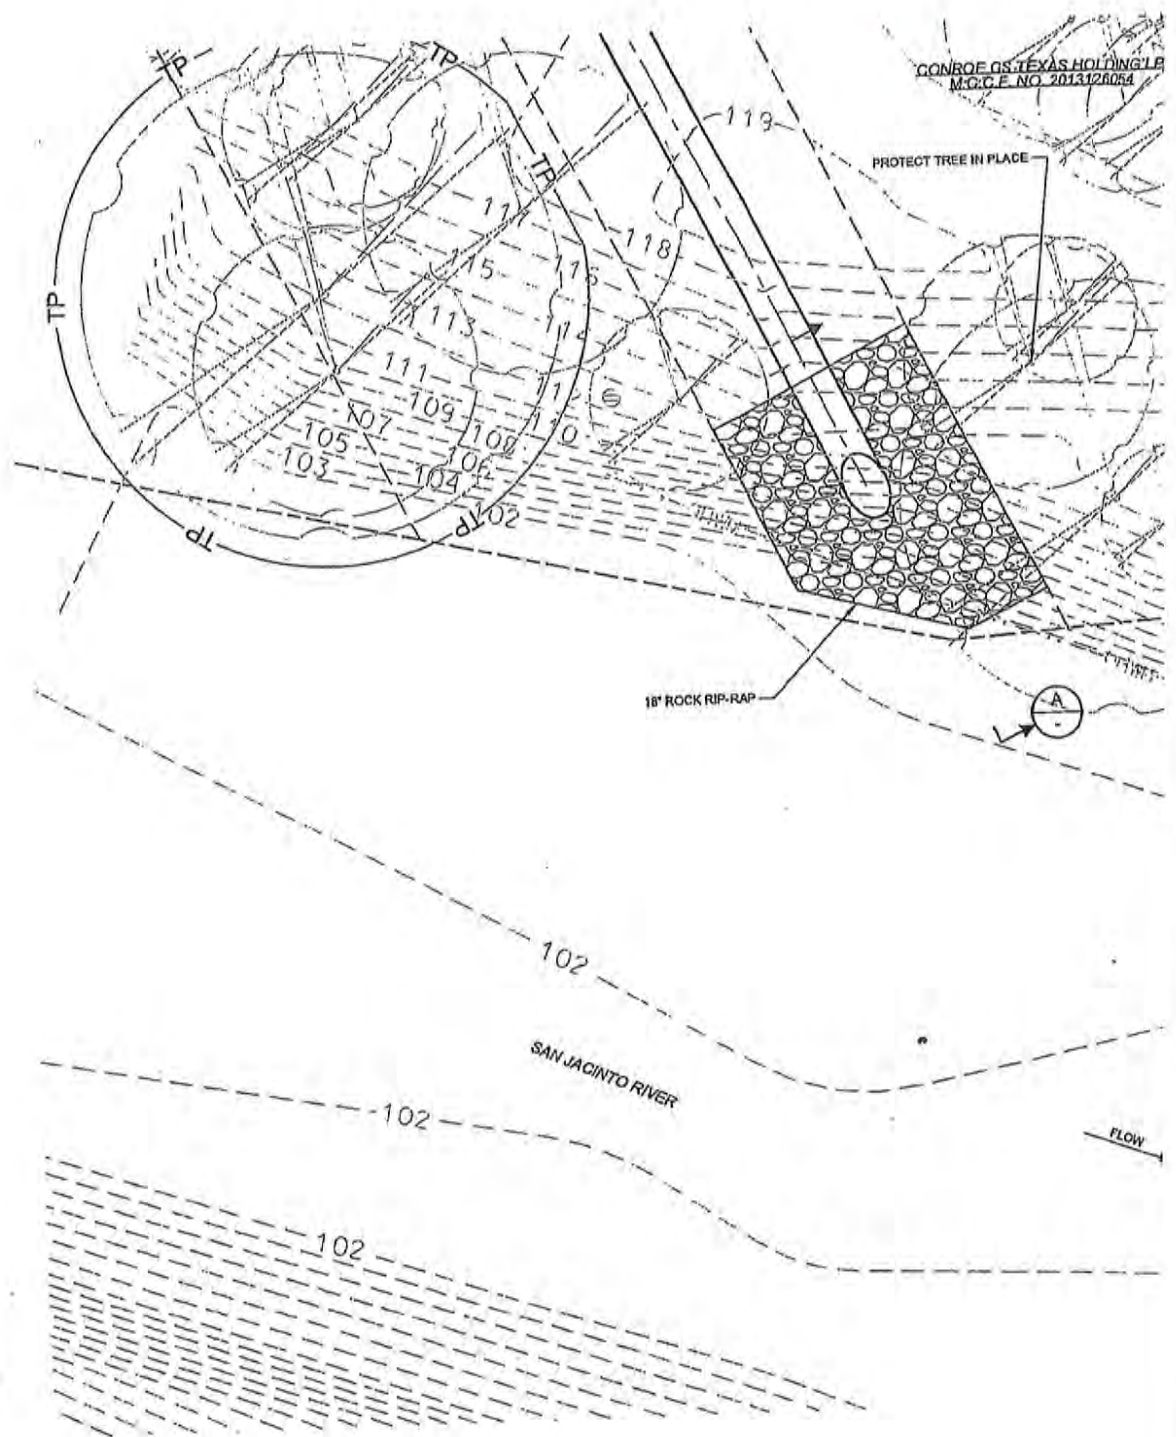 CONROE GS TEXAS HOLDING LP
M.C.C.F. NO. 2013126054
TP
TP
119
PROTECT TREE IN PLACE
TP
117
118
115
116
TP
113
114
111
112
109
107
108
110
105
106
103
104
102
TP
TP
18" ROCK RIP-RAP
A
-
102
SAN JACINTO RIVER
102
FLOW
102